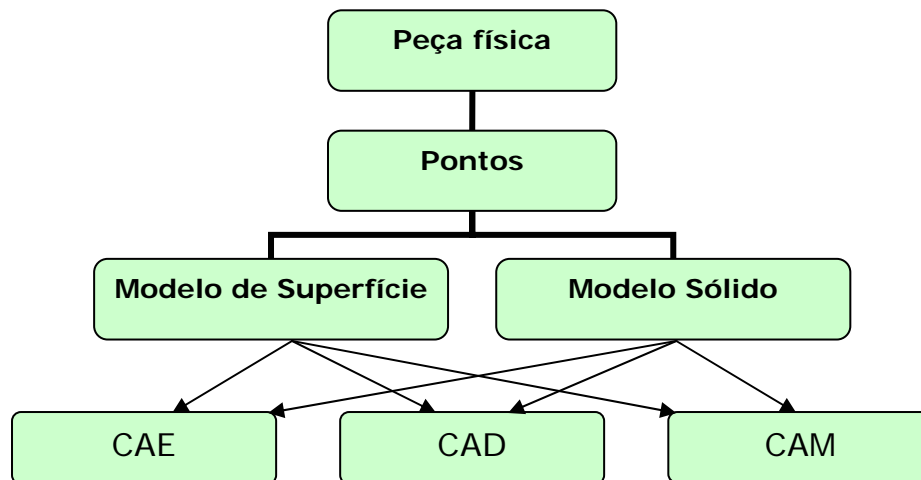 Peça física
Pontos
Modelo de Superfície
Modelo Sólido
CAE
CAD
CAM